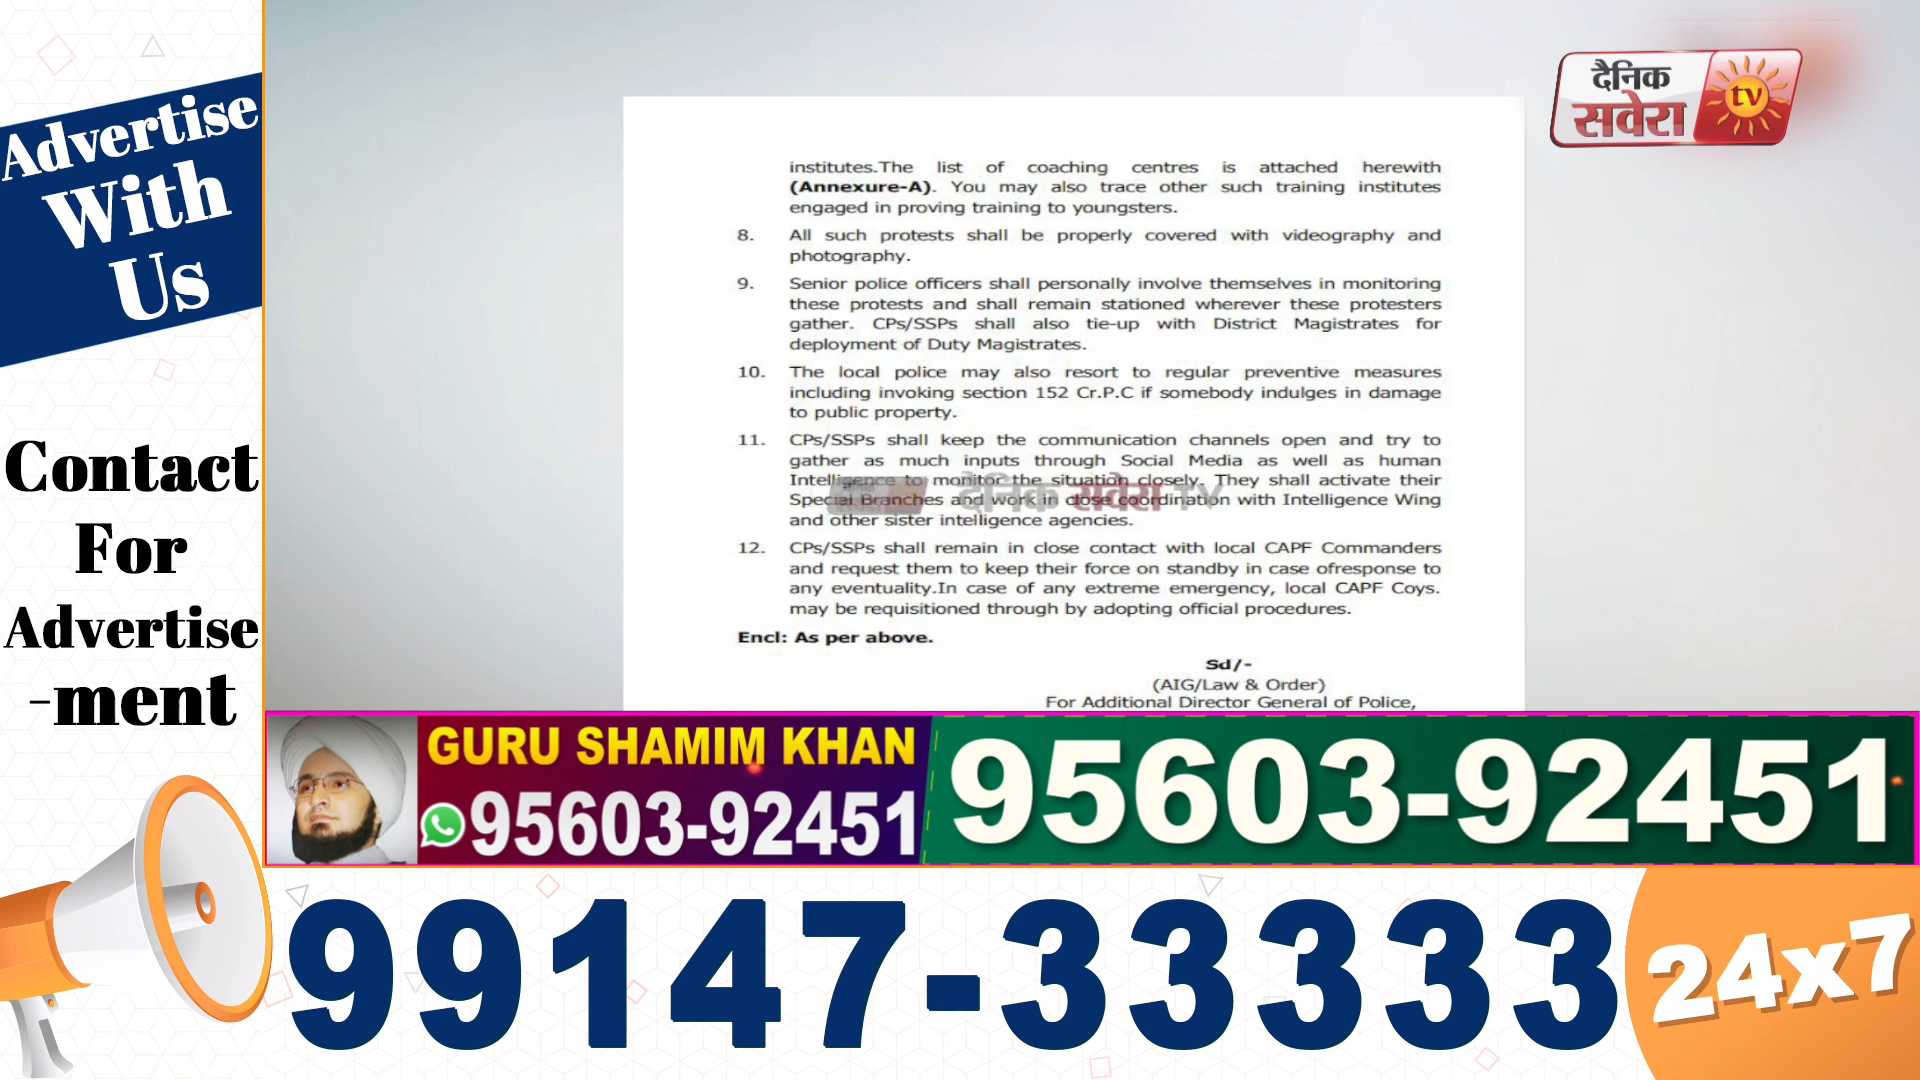 Advertise
With
Us
Contact
For
Advertise
-ment
दैनिक
सवेरा
tv
institutes.The list of coaching centres is attached herewith
(Annexure-A). You may also trace other such training institutes
engaged in proving training to youngsters.
8. All such protests shall be properly covered with videography and
photography.
9. Senior police officers shall personally involve themselves in monitoring
these protests and shall remain stationed wherever these protesters
gather. CPs/SSPs shall also tie-up with District Magistrates for
deployment of Duty Magistrates.
10. The local police may also resort to regular preventive measures
including invoking section 152 Cr.P.C if somebody indulges in damage
to public property.
11. CPs/SSPs shall keep the communication channels open and try to
gather as much inputs through Social Media as well as human
Intelligence to monitor the situation closely. They shall activate their
Special Branches and work in close coordination with Intelligence Wing
and other sister intelligence agencies.
दैनिक सवेरा TV
12. CPs/SSPs shall remain in close contact with local CAPF Commanders
and request them to keep their force on standby in case ofresponse to
any eventuality.In case of any extreme emergency, local CAPF Coys.
may be requisitioned through by adopting official procedures.
Encl: As per above.
Sd/-
(AIG/Law & Order)
For Additional Director General of Police,
GURU SHAMIM KHAN
95603-92451
95603-92451
99147-33333
24x7